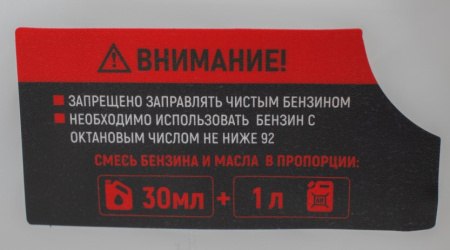 ВНИМАНИЕ!
ЗАПРЕЩЕНО ЗАПРАВЛЯТЬ ЧИСТЫМ БЕНЗИНОМ
НЕОБХОДИМО ИСПОЛЬЗОВАТЬ БЕНЗИН С
ОКТАНОВЫМ ЧИСЛОМ НЕ НИЖЕ 92
СМЕСЬ БЕНЗИНА И МАСЛА В ПРОПОРЦИИ:
30МЛ + 1 Л